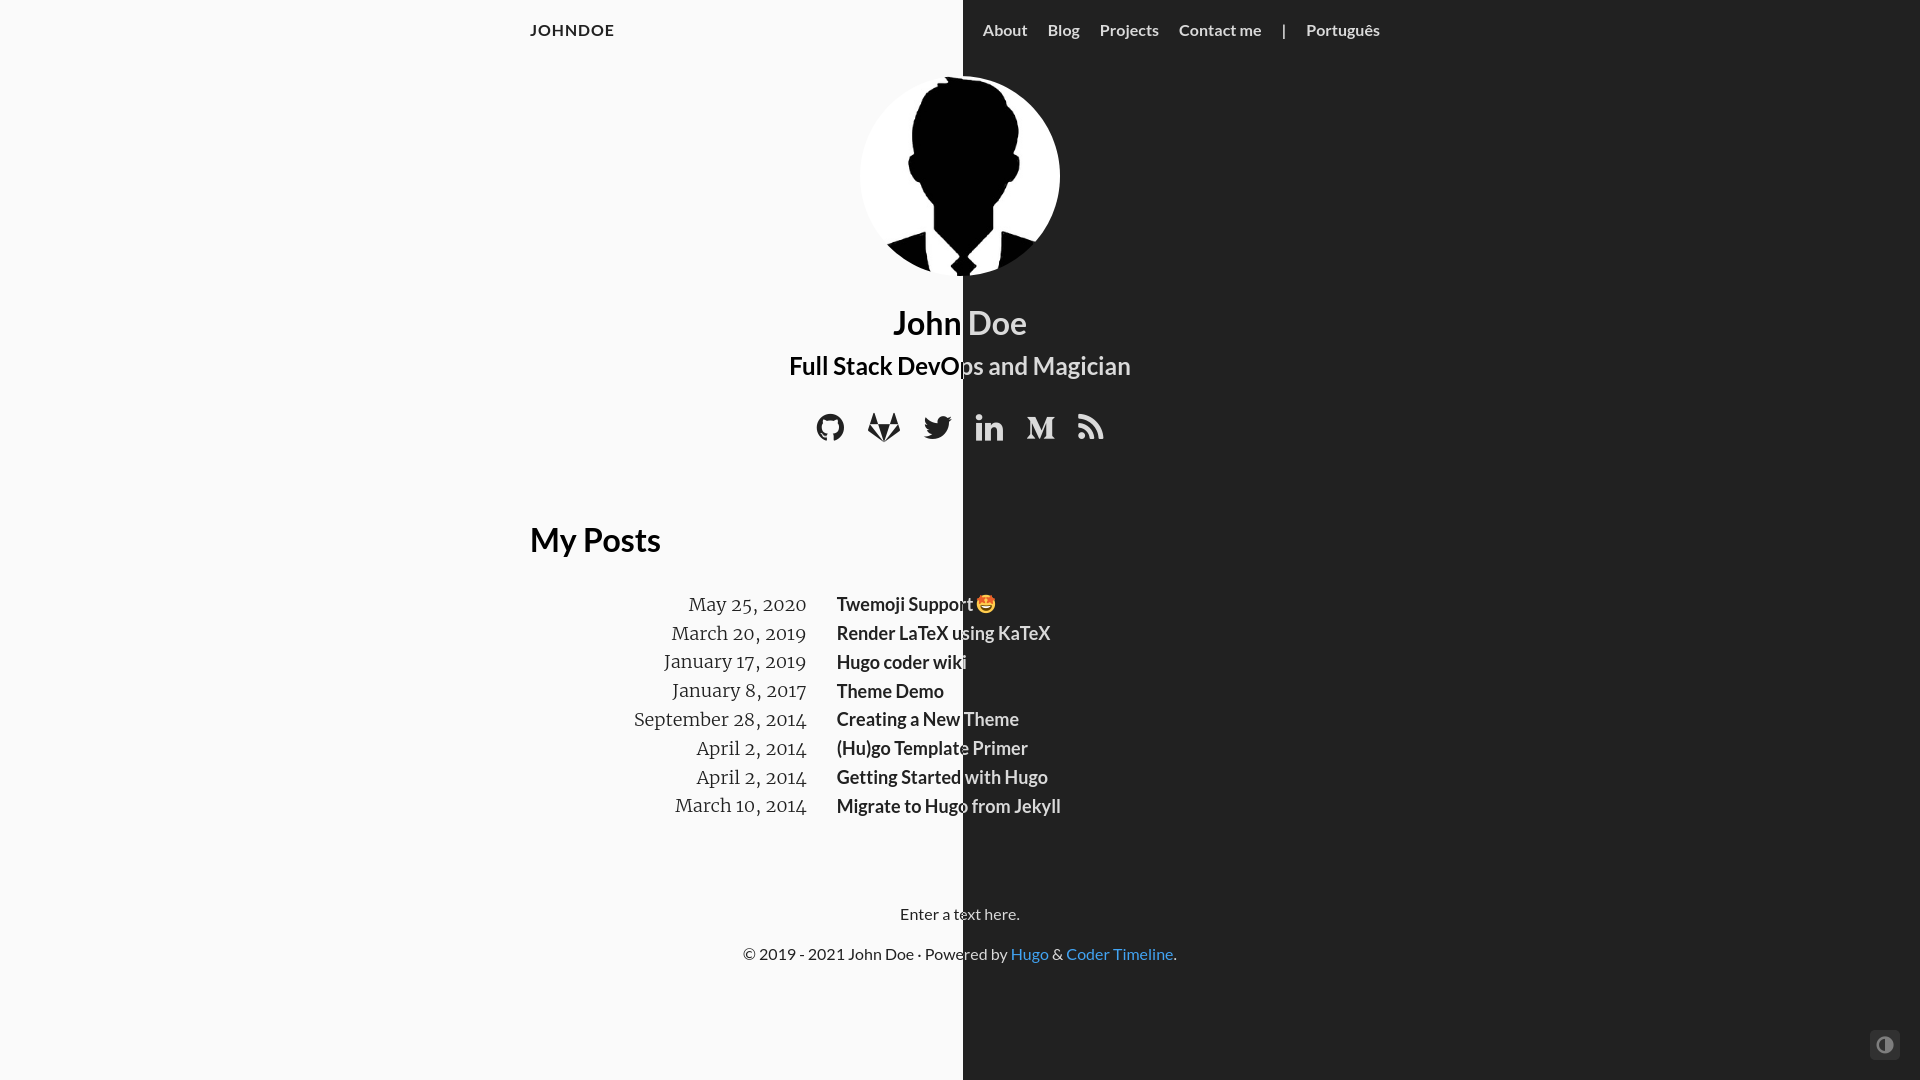 JOHNDOE About Blog Projects Contact me | Português
John Doe
Full Stack DevOps and Magician
My Posts
May 25, 2020 Twemoji Support 🤩
March 20, 2019 Render LaTeX using KaTeX
January 17, 2019 Hugo coder wiki
January 8, 2017 Theme Demo
September 28, 2014 Creating a New Theme
April 2, 2014 (Hu)go Template Primer
April 2, 2014 Getting Started with Hugo
March 10, 2014 Migrate to Hugo from Jekyll
Enter a text here.
© 2019 - 2021 John Doe · Powered by Hugo & Coder Timeline.